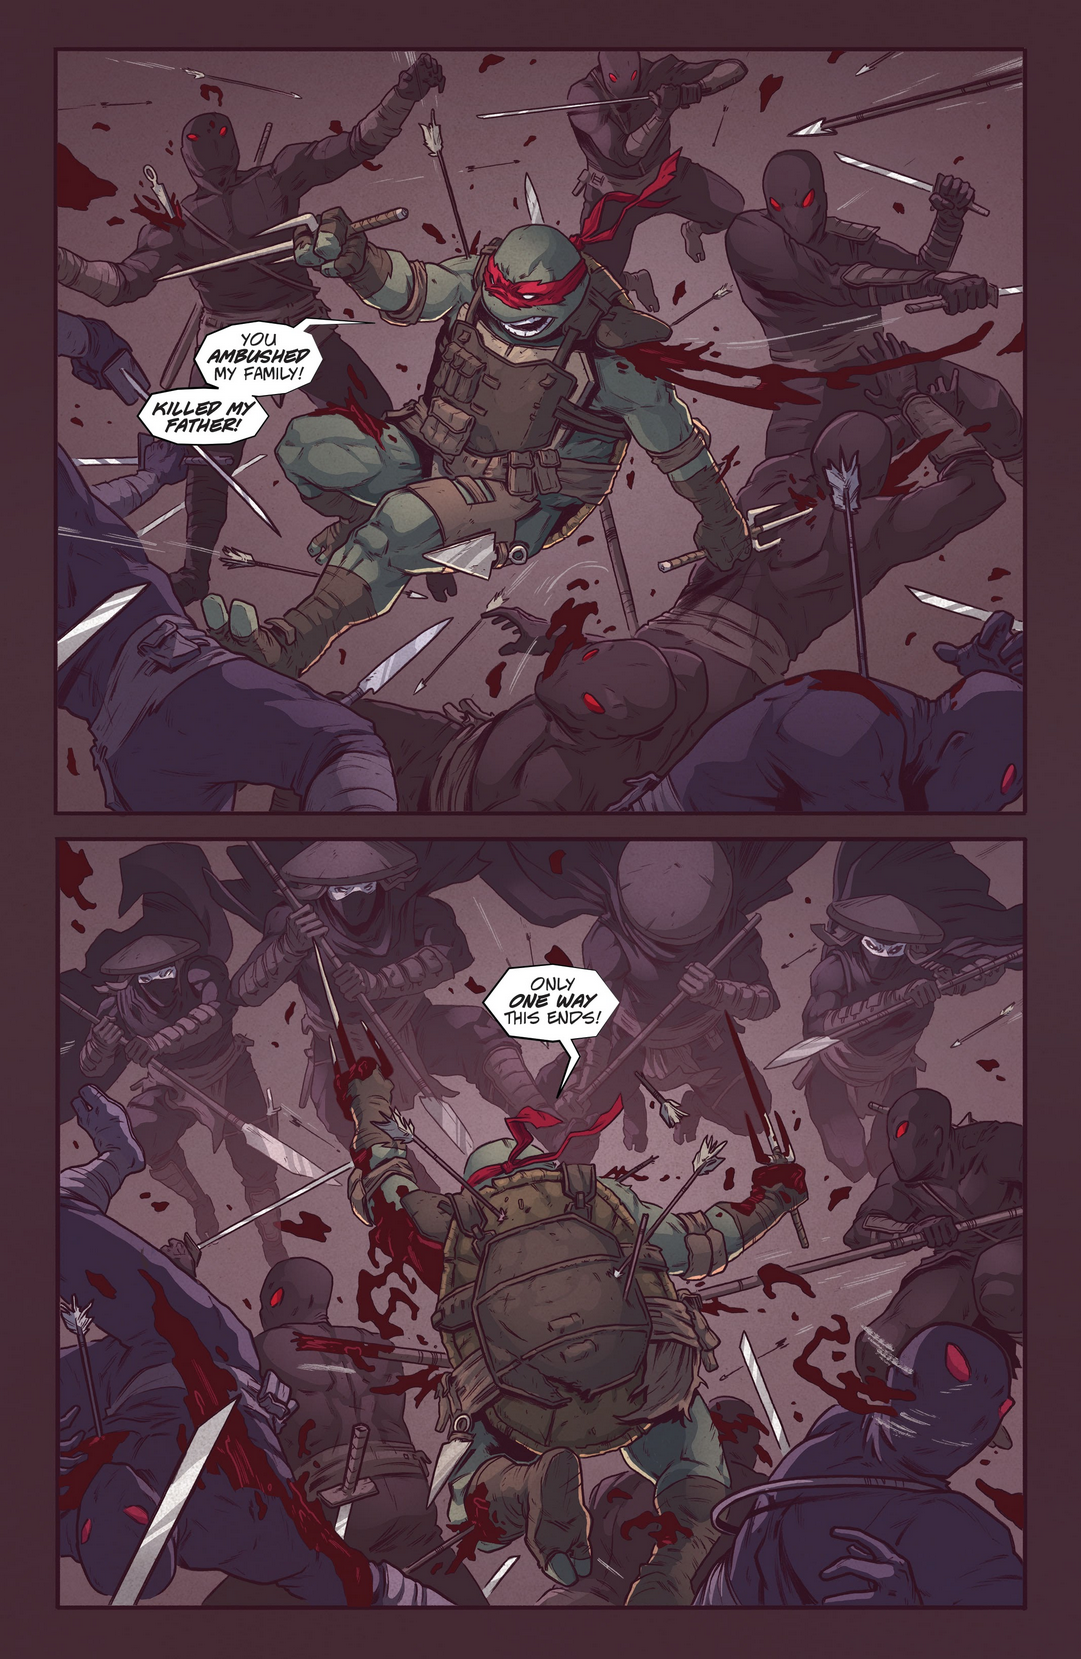 YOU
AMBUSHED
MY FAMILY!
KILLED MY
FATHER!
ONLY
ONE WAY
THIS ENDS!